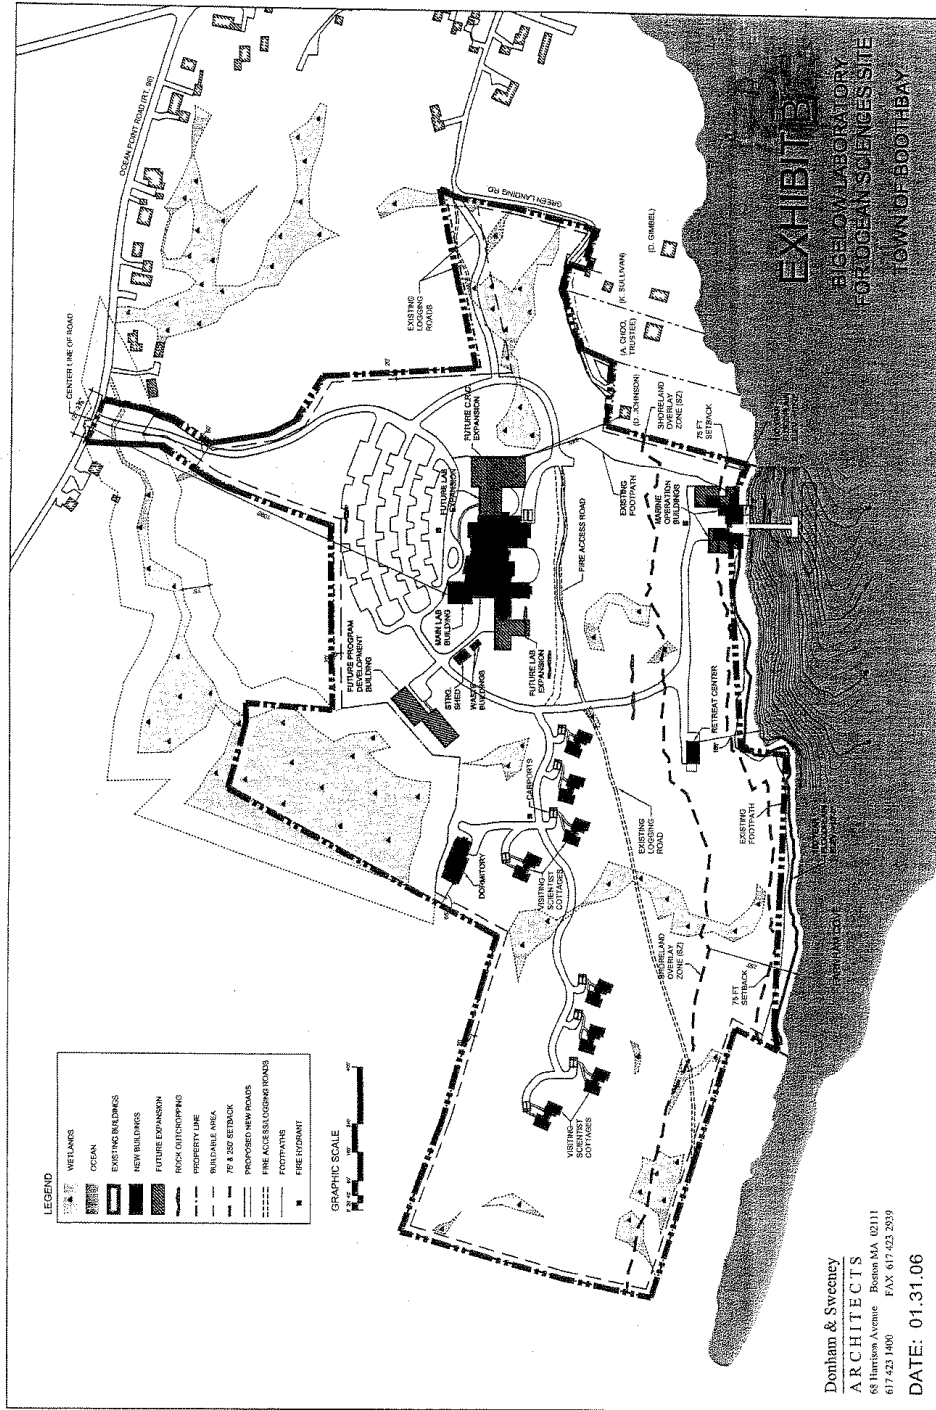 EXHIBIT B
BIGELOW LABORATORY
FOR OCEAN SCIENCES SITE
TOWN OF BOOTHBAY
LEGEND
WETLANDS
OCEAN
EXISTING BUILDINGS
NEW BUILDINGS
FUTURE EXPANSION
ROCK OUTCROPPING
PROPERTY LINE
BUILDABLE AREA
75' & 250' SETBACK
PROPOSED NEW ROADS
FIRE ACCESS/LOGGING ROADS
FOOTPATHS
FIRE HYDRANT
GRAPHIC SCALE
CENTER LINE OF ROAD
OCEAN POINT ROAD (RT. 96)
GREEN LANDING RD.
EXISTING
LOGGING
ROADS
(D. GIMBEL)
(K. SULLIVAN)
(A. CHOO,
TRUSTEE)
(D. JOHNSON)
SHORELAND
OVERLAY
ZONE (SZ)
75 FT
SETBACK
FUTURE C.R.C.
EXPANSION
FUTURE LAB
EXPANSION
EXISTING
FOOTPATH
MARINE
OPERATION
BUILDINGS
FIRE ACCESS ROAD
MAIN LAB
BUILDING
FUTURE PROGRAM
DEVELOPMENT
BUILDING
STRG.
SHED
WASTE
BUILDINGS
FUTURE LAB
EXPANSION
RETREAT CENTER
CARPORTS
DORMITORY
VISITING
SCIENTIST
COTTAGES
EXISTING
LOGGING
ROAD
EXISTING
FOOTPATH
SHORELAND
OVERLAY
ZONE (SZ)
75 FT
SETBACK
VISITING
SCIENTIST
COTTAGES
Donham & Sweeney
ARCHITECTS
68 Harrison Avenue Boston MA 02111
617 423 1400 FAX 617 423 2939
DATE: 01.31.06